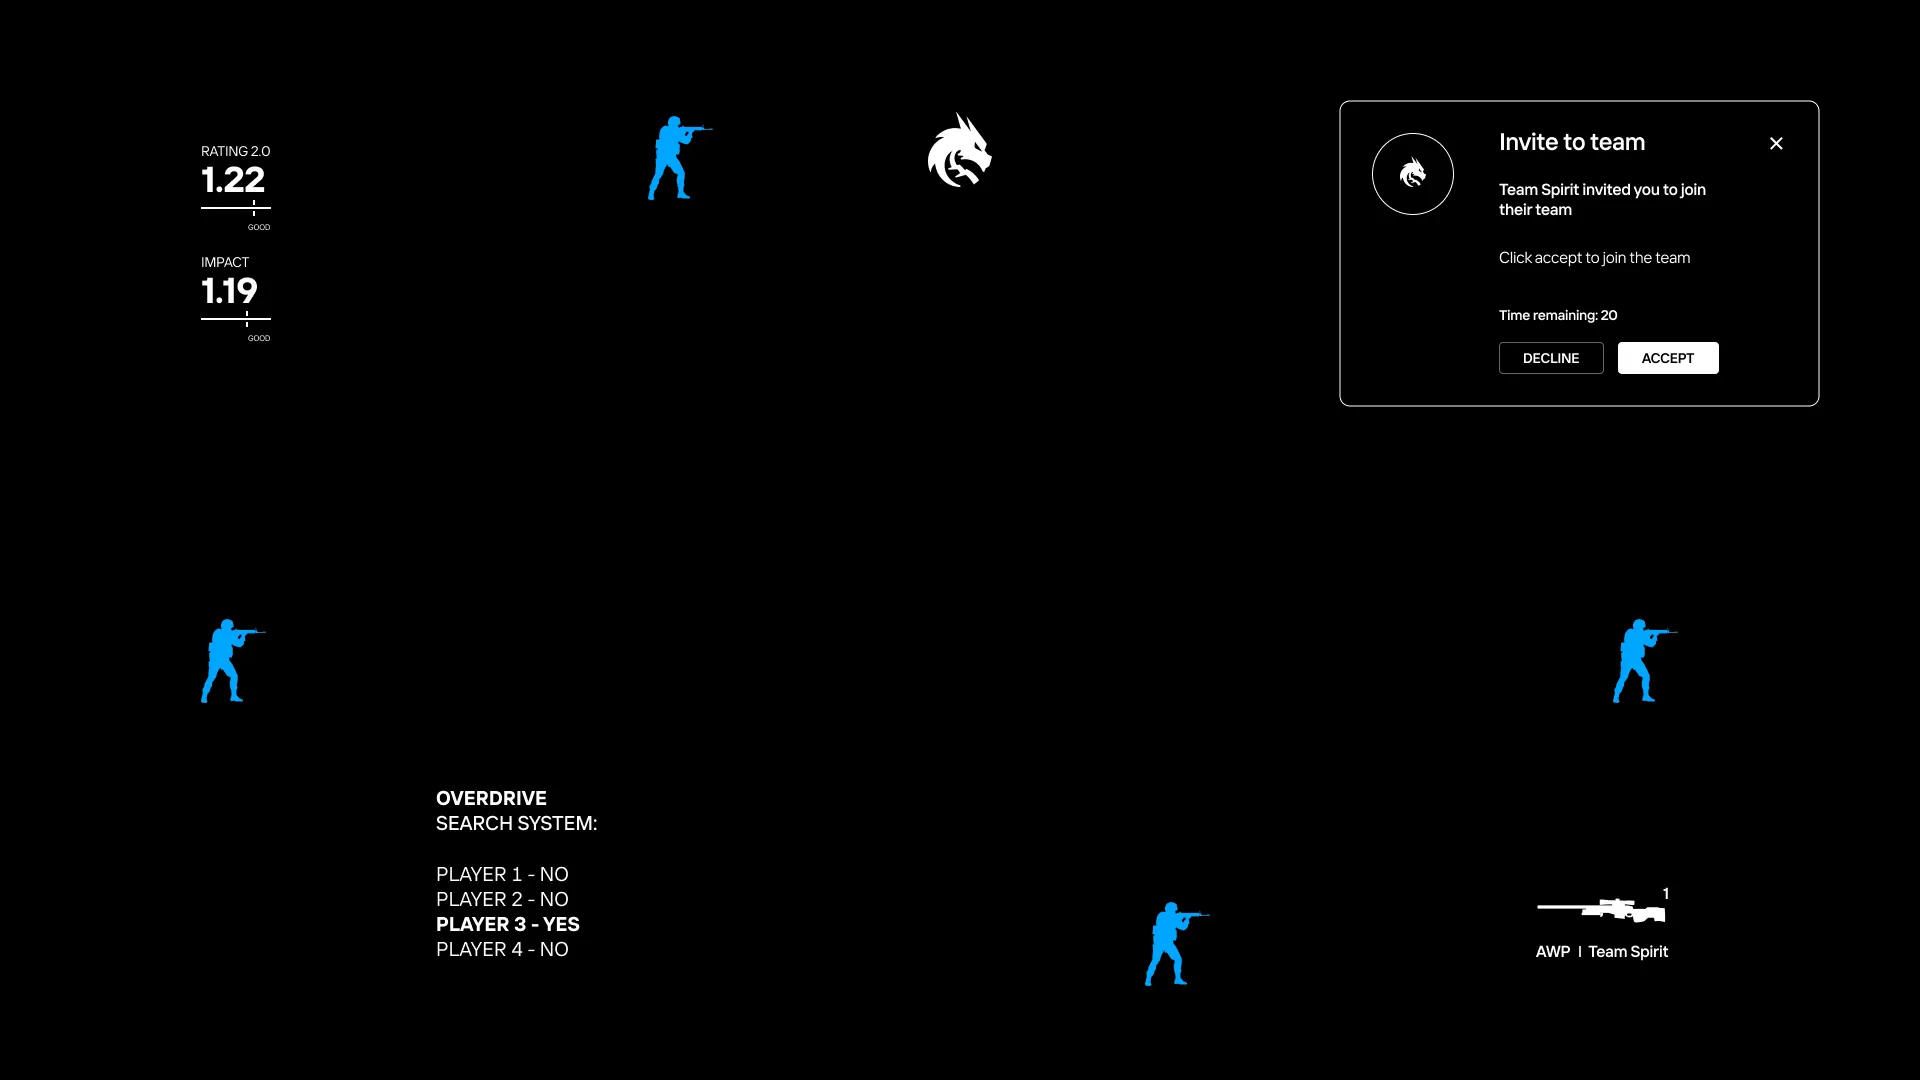 RATING 2.0
1.22
GOOD
IMPACT
1.19
GOOD
Invite to team
Team Spirit invited you to join
their team
Click accept to join the team
Time remaining: 20
DECLINE
ACCEPT
OVERDRIVE
SEARCH SYSTEM:
PLAYER 1 - NO
PLAYER 2 - NO
PLAYER 3 - YES
PLAYER 4 - NO
1
AWP | Team Spirit